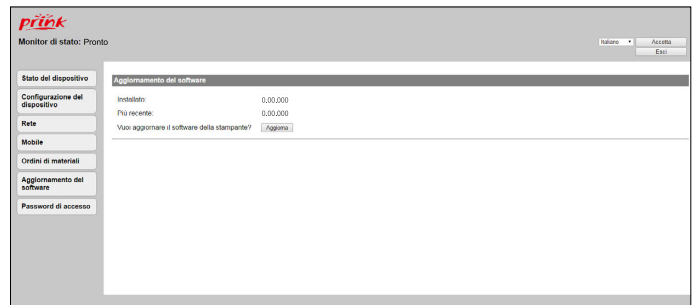 prink
Monitor di stato: Pronto
Italiano
Accetta
Esci
Stato del dispositivo
Configurazione del
dispositivo
Rete
Mobile
Ordini di materiali
Aggiornamento del
software
Password di accesso
Aggiornamento del software
Installato: 0,00,000
Più recente: 0,00,000
Vuoi aggiornare il software della stampante? Aggiorna